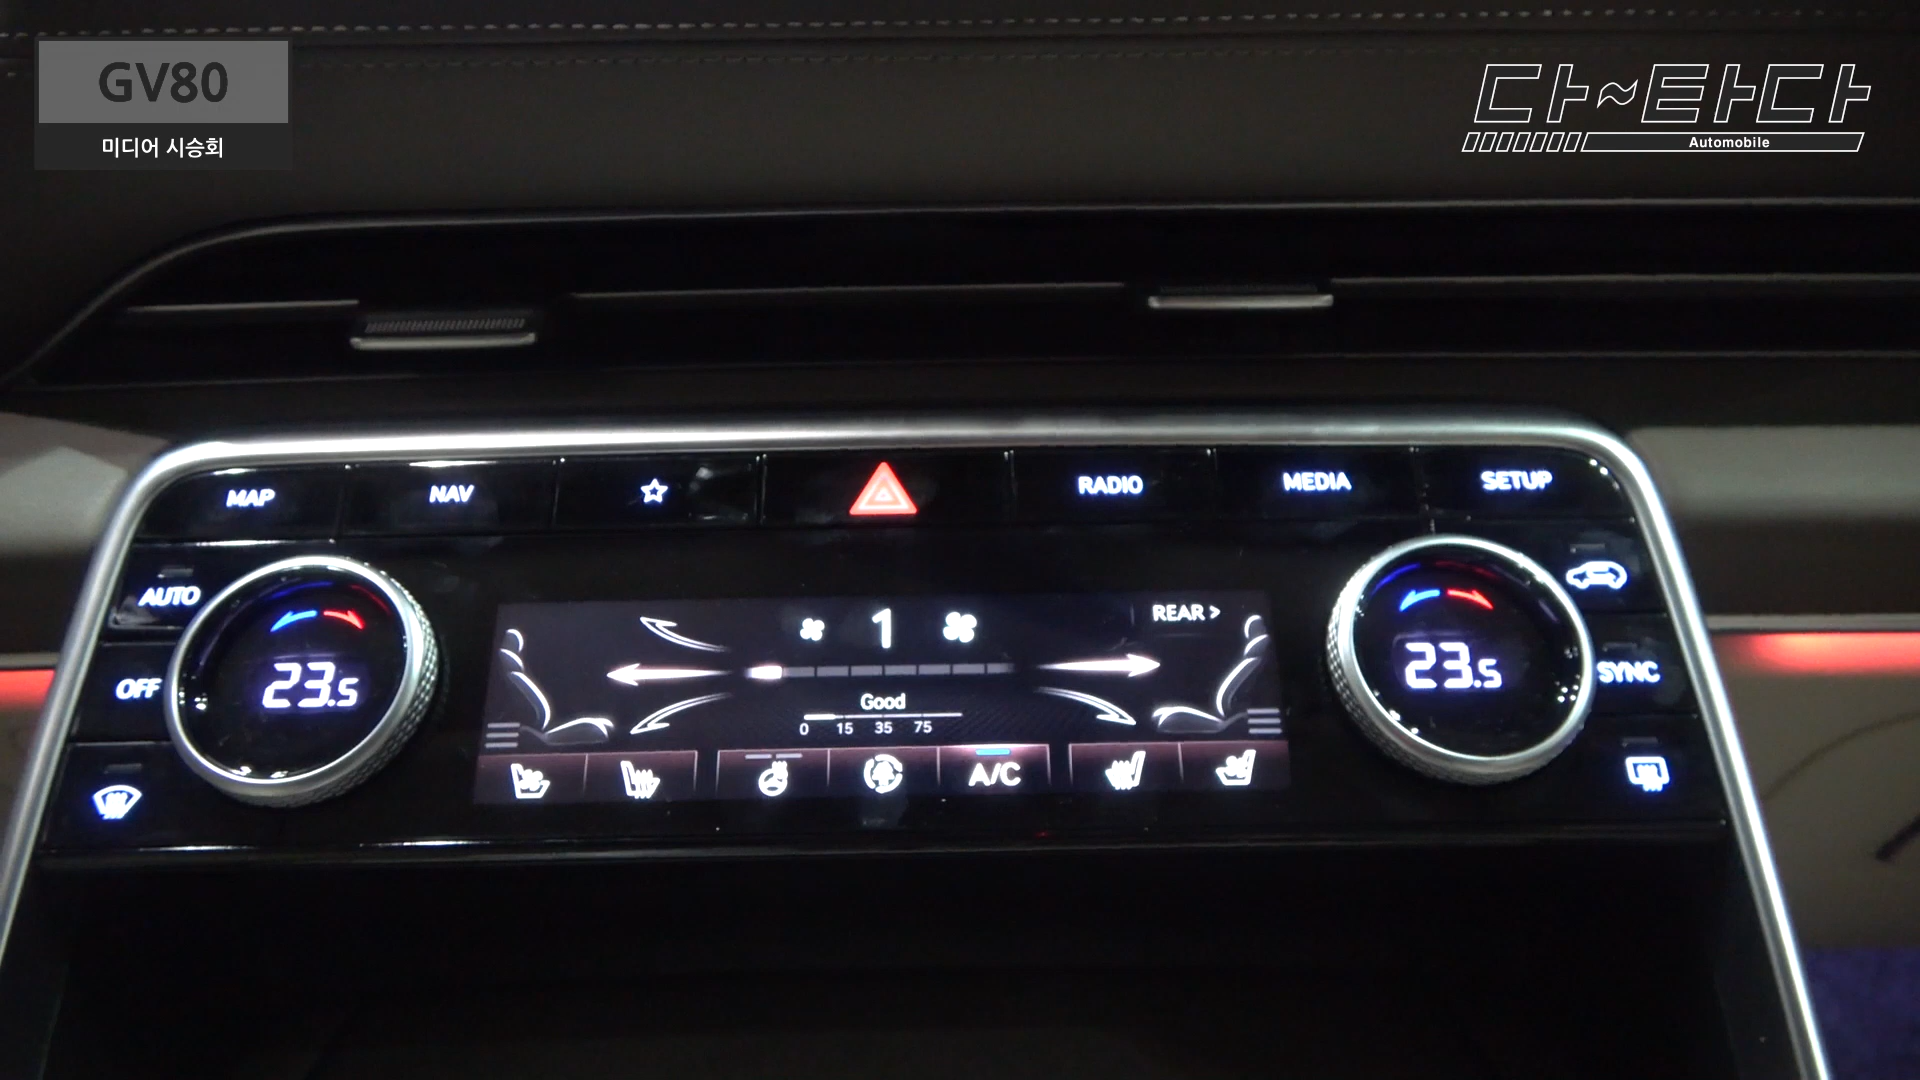 GV80
미디어 시승회
다~타다
Automobile
MAP
NAV
RADIO
MEDIA
SETUP
AUTO
1
REAR >
OFF
23.5
23.5
SYNC
Good
0 15 35 75
A/C